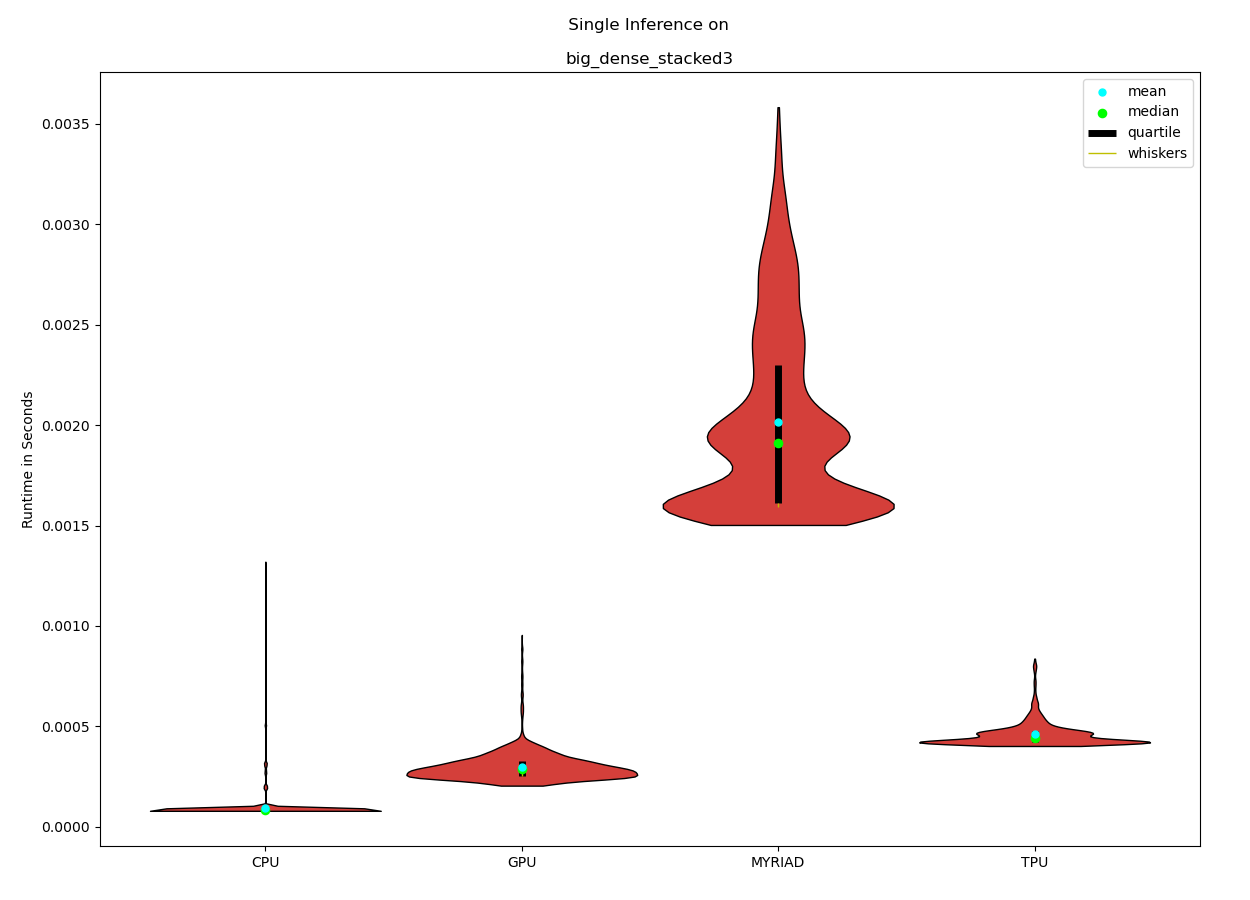 Single Inference on
big_dense_stacked3
mean
median
quartile
whiskers
Runtime in Seconds
0.0035
0.0030
0.0025
0.0020
0.0015
0.0010
0.0005
0.0000
CPU GPU MYRIAD TPU